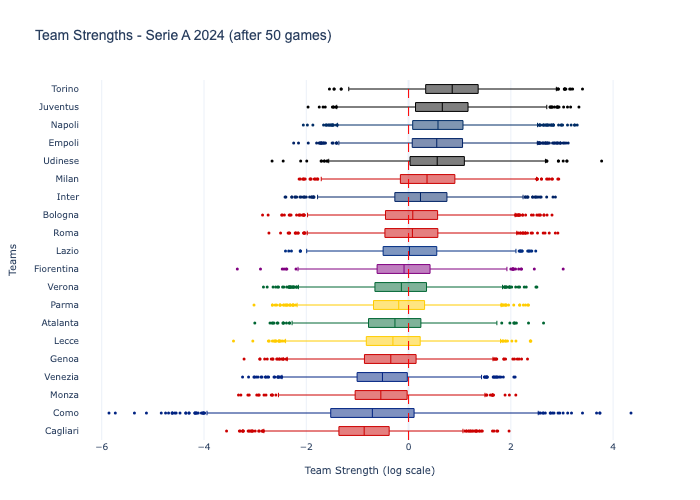 Team Strengths - Serie A 2024 (after 50 games)
Torino
Juventus
Napoli
Empoli
Udinese
Milan
Inter
Bologna
Roma
Lazio
Fiorentina
Verona
Parma
Atalanta
Lecce
Genoa
Venezia
Monza
Como
Cagliari
Teams
−6 −4 −2 0 2 4
Team Strength (log scale)